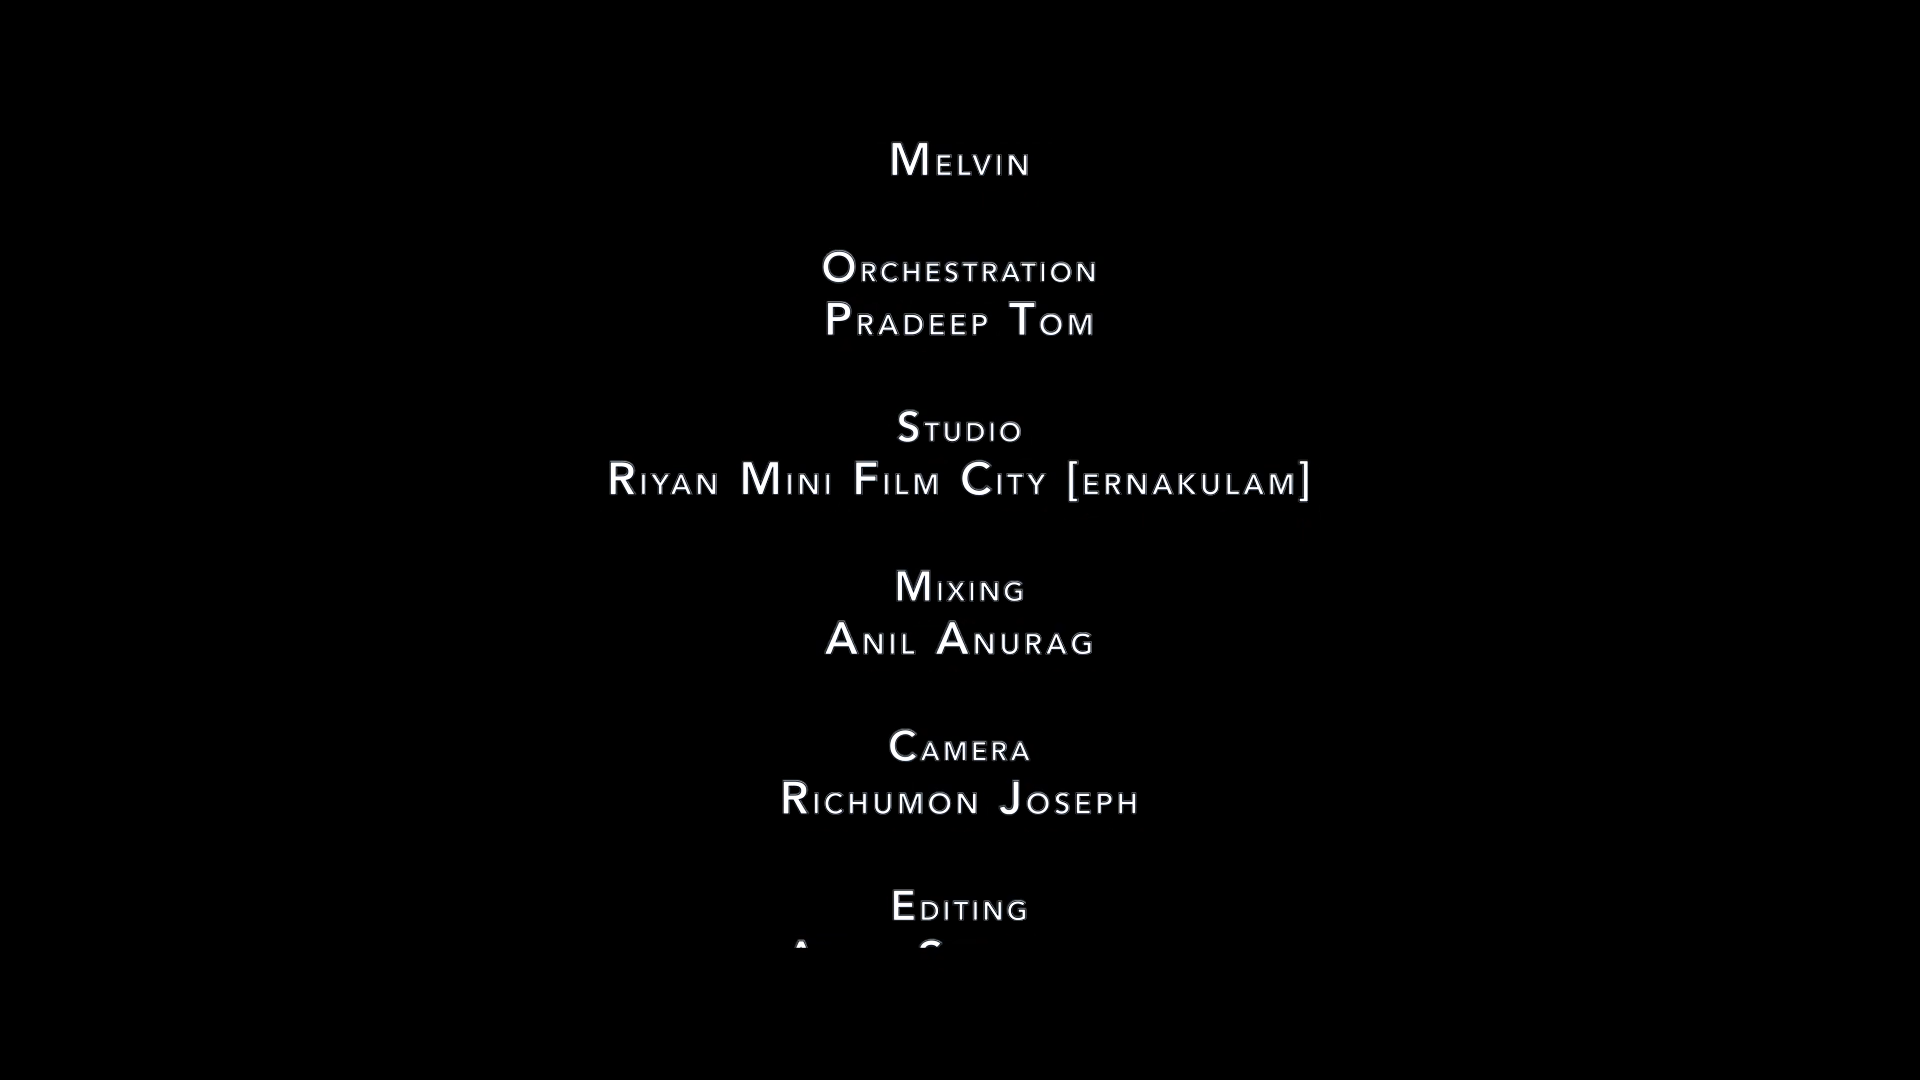 Melvin
Orchestration
Pradeep Tom
Studio
Riyan Mini Film City [ernakulam]
Mixing
Anil Anurag
Camera
Richumon Joseph
Editing